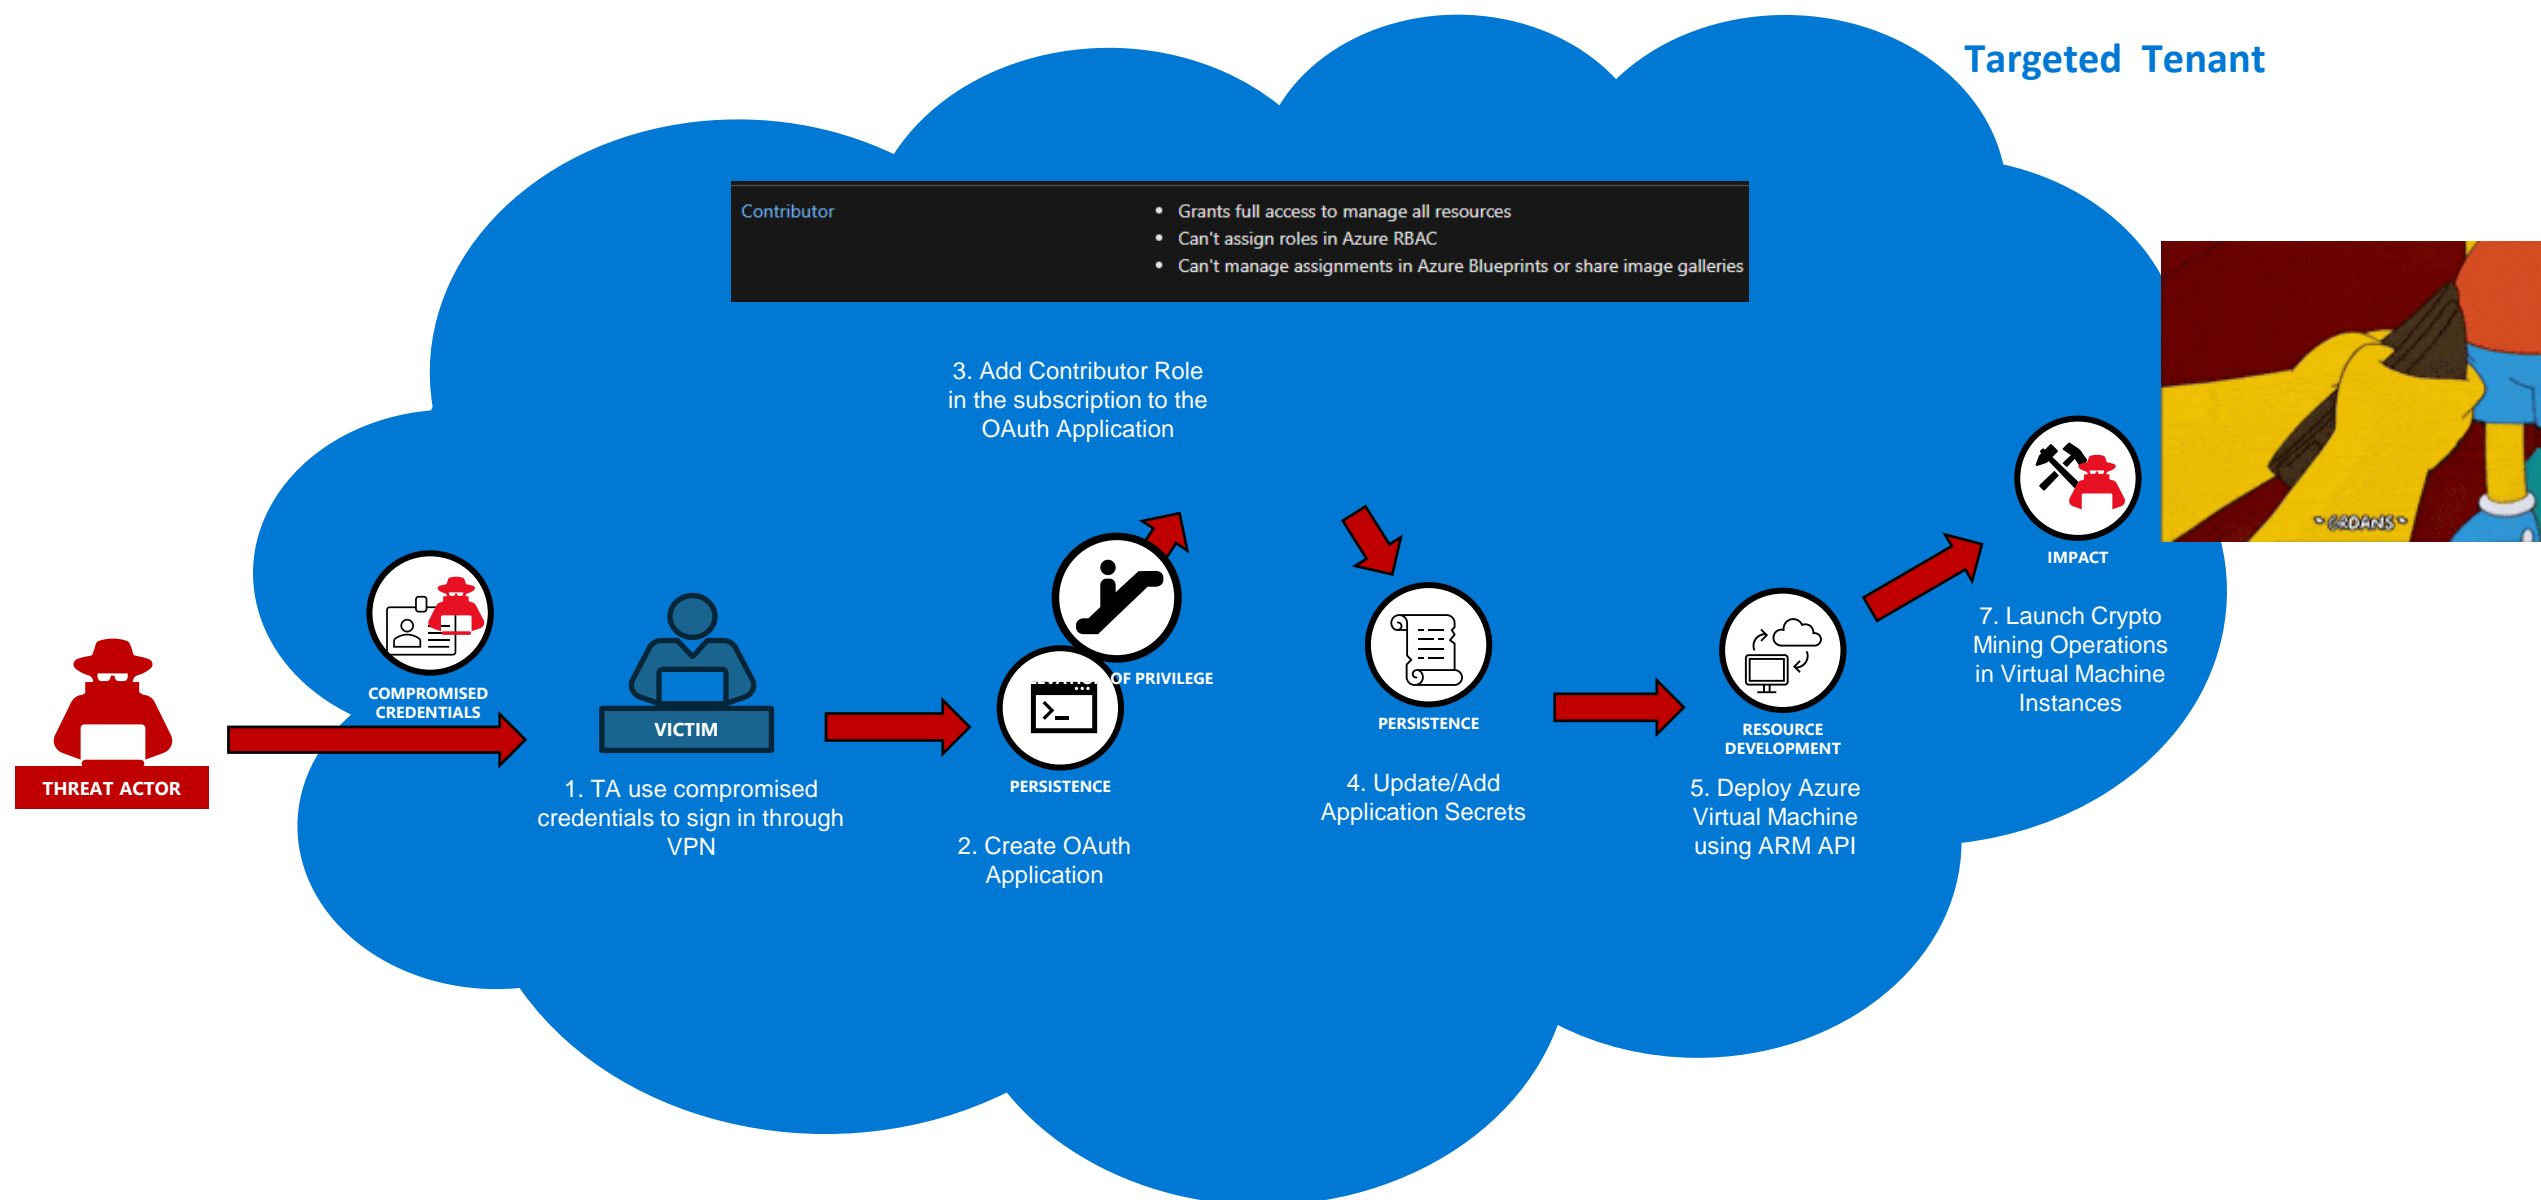 Targeted Tenant
Contributor
• Grants full access to manage all resources
• Can't assign roles in Azure RBAC
• Can't manage assignments in Azure Blueprints or share image galleries
3. Add Contributor Role
in the subscription to the
OAuth Application
COMPROMISED
CREDENTIALS
THREAT ACTOR
VICTIM
1. TA use compromised
credentials to sign in through
VPN
OF PRIVILEGE
PERSISTENCE
2. Create OAuth
Application
PERSISTENCE
4. Update/Add
Application Secrets
RESOURCE
DEVELOPMENT
5. Deploy Azure
Virtual Machine
using ARM API
IMPACT
7. Launch Crypto
Mining Operations
in Virtual Machine
Instances
*GROANS*